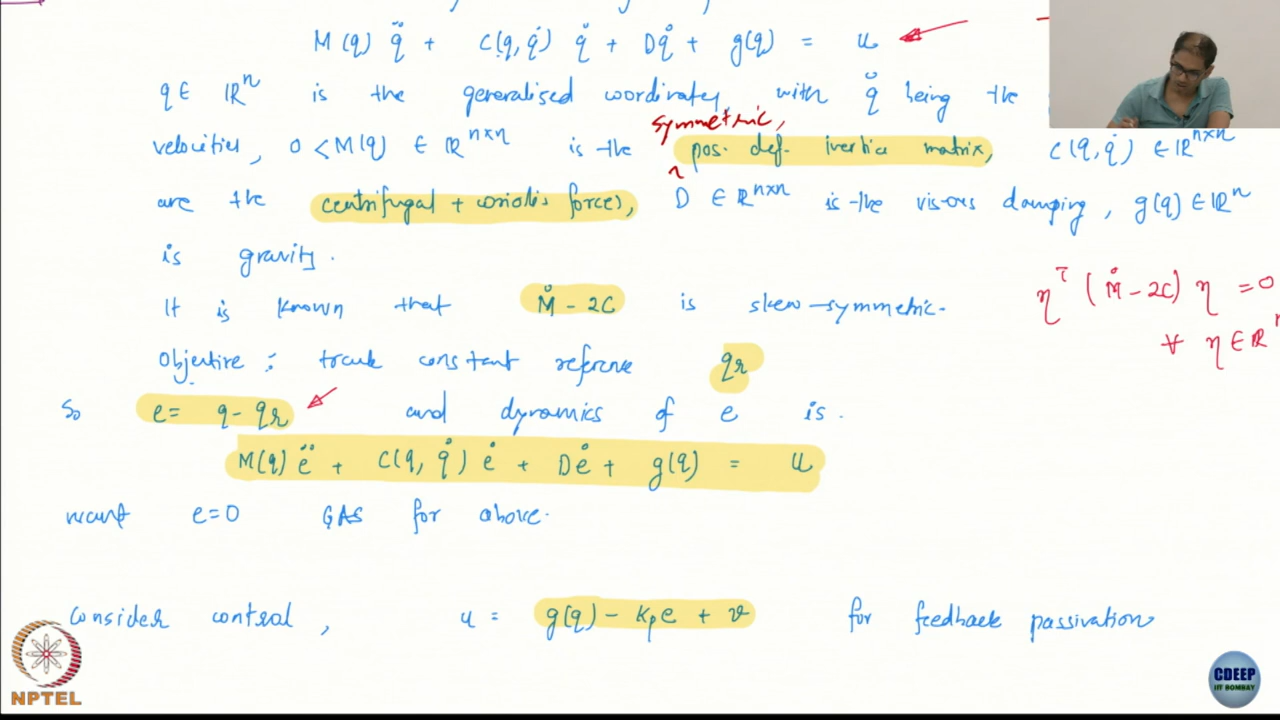 M(q) q̈ + C(q, q̇) q̇ + Dq̇ + g(q) = u
q ∈ ℝⁿ is the generalised coordinates with q̇ being the
symmetric,
velocities, 0 < M(q) ∈ ℝⁿˣⁿ is the pos. def. inertia matrix, C(q, q̇) ∈ ℝⁿˣⁿ
are the centrifugal + coriolis forces, D ∈ ℝⁿˣⁿ is the viscous damping, g(q) ∈ ℝⁿ
is gravity.
It is known that Ṁ - 2C is skew-symmetric.
ηᵀ (Ṁ - 2C) η = 0
∀ η ∈ ℝⁿ
Objective : track constant reference qr
So e = q - qr and dynamics of e is.
M(q) ë + C(q, q̇) ė + Dė + g(q) = u
want e=0 GAS for above.
Consider control, u = g(q) - Kpe + v for feedback passivation
NPTEL
CDEEP
IIT BOMBAY